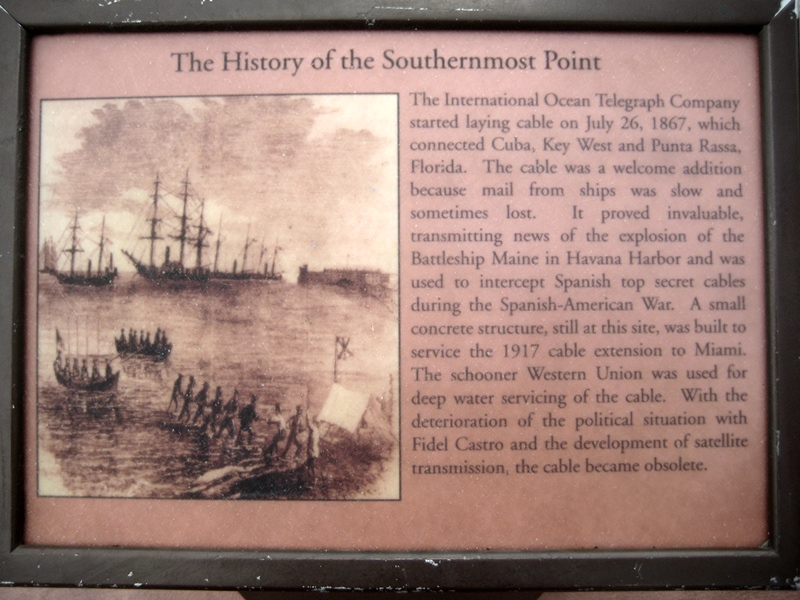 The History of the Southernmost Point
The International Ocean Telegraph Company
started laying cable on July 26, 1867, which
connected Cuba, Key West and Punta Rassa,
Florida. The cable was a welcome addition
because mail from ships was slow and
sometimes lost. It proved invaluable,
transmitting news of the explosion of the
Battleship Maine in Havana Harbor and was
used to intercept Spanish top secret cables
during the Spanish-American War. A small
concrete structure, still at this site, was built to
service the 1917 cable extension to Miami.
The schooner Western Union was used for
deep water servicing of the cable. With the
deterioration of the political situation with
Fidel Castro and the development of satellite
transmission, the cable became obsolete.